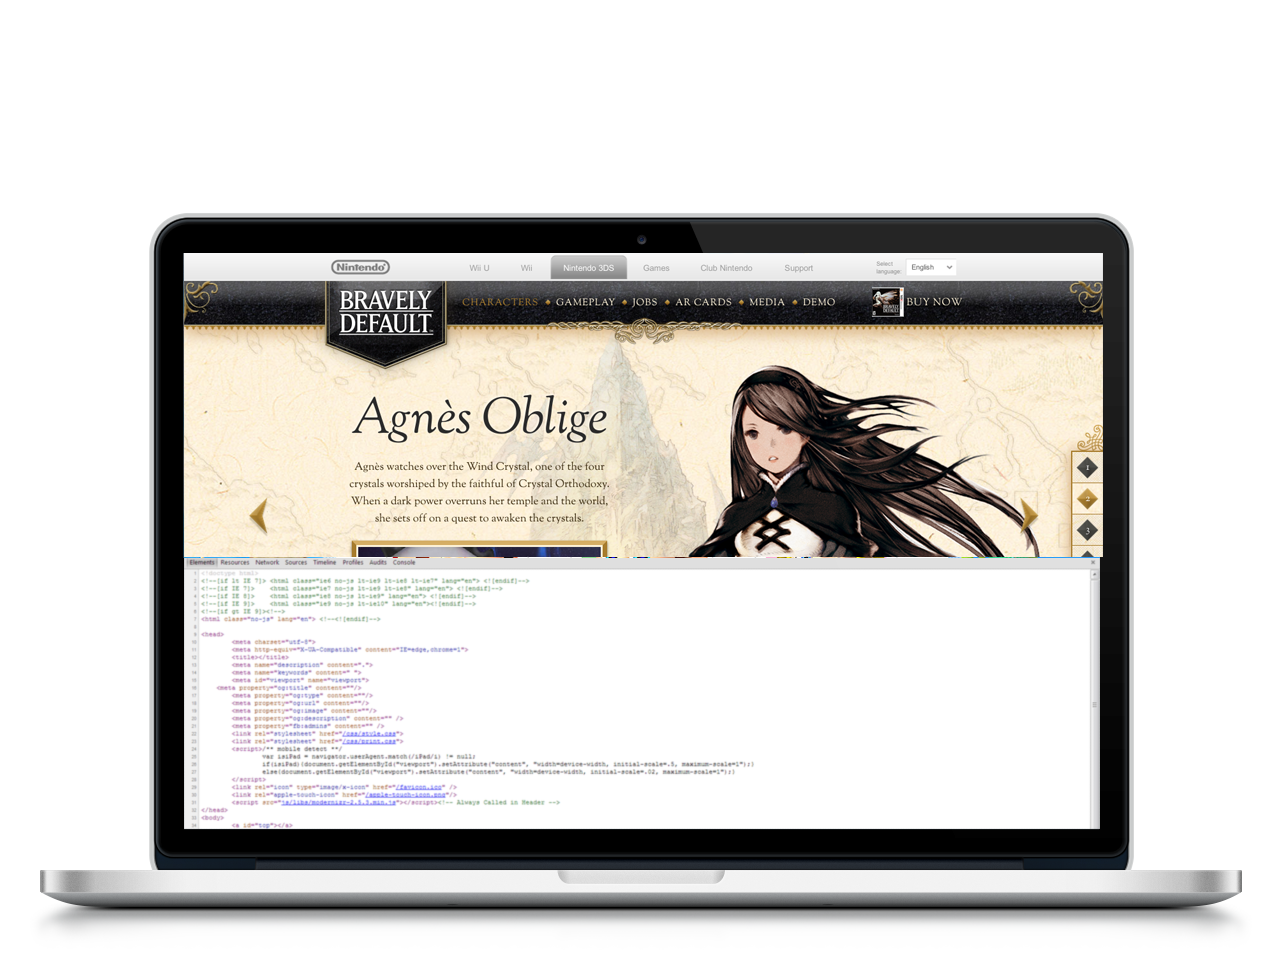 Nintendo
Wii U
Wii
Nintendo 3DS
Games
Club Nintendo
Support
Select
language:
English
BRAVELY
DEFAULT
CHARACTERS
GAMEPLAY
JOBS
AR CARDS
MEDIA
DEMO
BUY NOW
Agnès Oblige
Agnès watches over the Wind Crystal, one of the four
crystals worshiped by the faithful of Crystal Orthodoxy.
When a dark power overruns her temple and the world,
she sets off on a quest to awaken the crystals.
1
2
3
Elements Resources Network Sources Timeline Profiles Audits Console
<!doctype html>
<!--[if lt IE 7]> <html class="ie6 no-js lt-ie9 lt-ie8 lt-ie7" lang="en"> <![endif]-->
<!--[if IE 7]> <html class="ie7 no-js lt-ie9 lt-ie8" lang="en"> <![endif]-->
<!--[if IE 8]> <html class="ie8 no-js lt-ie9" lang="en"> <![endif]-->
<!--[if IE 9]> <html class="ie9 no-js lt-ie10" lang="en"><![endif]-->
<!--[if gt IE 9]><!-->
<html class="no-js" lang="en"> <!--<![endif]-->
<head>
<meta charset="utf-8">
<meta http-equiv="X-UA-Compatible" content="IE=edge,chrome=1">
<title></title>
<meta name="description" content=".">
<meta name="keywords" content=" ">
<meta id="viewport" name="viewport">
<meta property="og:title" content=""/>
<meta property="og:type" content=""/>
<meta property="og:url" content=""/>
<meta property="og:image" content=""/>
<meta property="og:description" content="" />
<meta property="fb:admins" content="" />
<link rel="stylesheet" href="/css/style.css">
<link rel="stylesheet" href="/css/print.css">
<script>/** mobile detect **/
var isiPad = navigator.userAgent.match(/iPad/i) != null;
if(isiPad){document.getElementById("viewport").setAttribute("content", "width=device-width, initial-scale=.5, maximum-scale=1");}
else{document.getElementById("viewport").setAttribute("content", "width=device-width, initial-scale=.02, maximum-scale=1");}
</script>
<link rel="icon" type="image/x-icon" href="/favicon.ico" />
<link rel="apple-touch-icon" href="/apple-touch-icon.png"/>
<script src="js/libs/modernizr-2.5.3.min.js"></script><!-- Always Called in Header -->
</head>
<body>
<a id="top"></a>